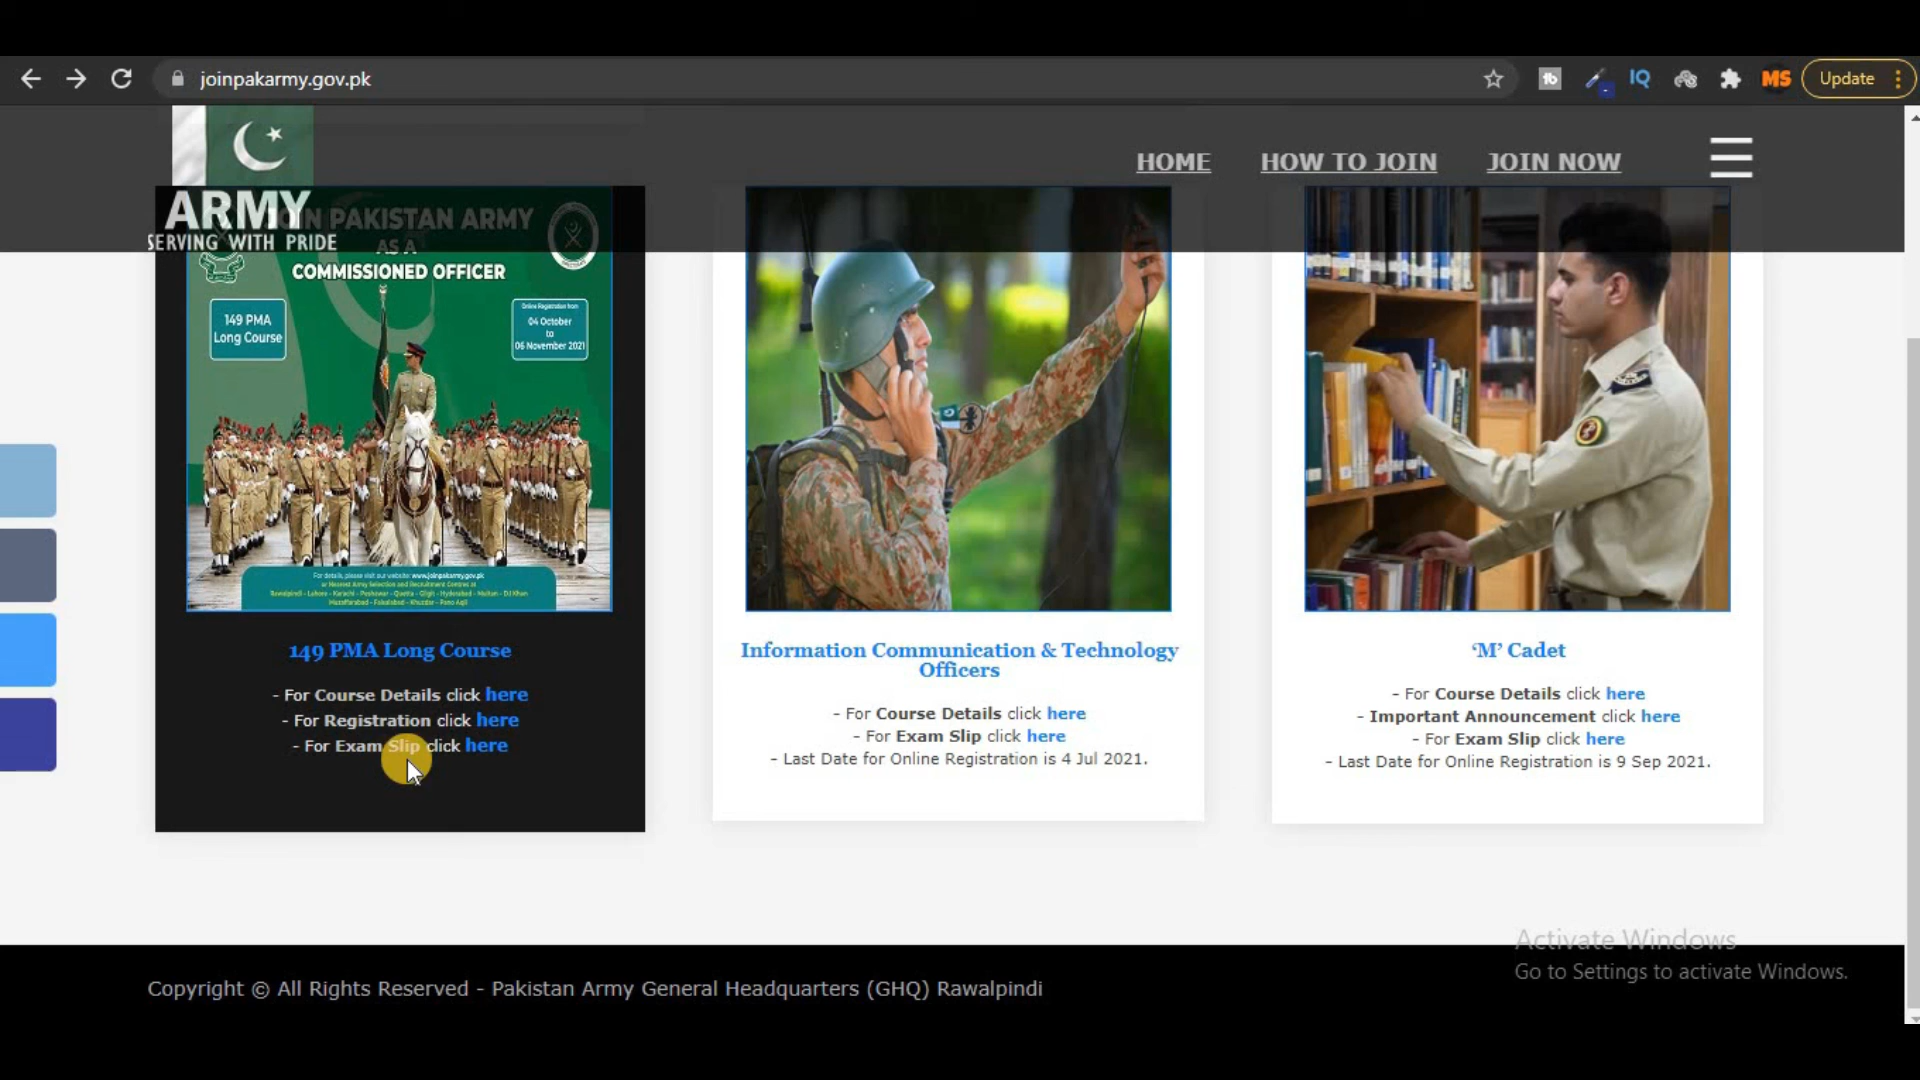 joinpakarmy.gov.pk
IQ
MS
Update
HOME
HOW TO JOIN
JOIN NOW
ARMY
SERVING WITH PRIDE
JOIN PAKISTAN ARMY
AS A
COMMISSIONED OFFICER
149 PMA
Long Course
Online Registration from
04 October
to
06 November 2021
For details, please visit our website: www.joinpakarmy.gov.pk
or Nearest Army Selection and Recruitment Centres at
Rawalpindi - Lahore - Karachi - Peshawar - Quetta - Gilgit - Hyderabad - Multan - DI Khan
Muzaffarabad - Faisalabad - Khuzdar - Pano Aqil
149 PMA Long Course
- For Course Details click here
- For Registration click here
- For Exam Slip click here
Information Communication & Technology
Officers
- For Course Details click here
- For Exam Slip click here
- Last Date for Online Registration is 4 Jul 2021.
‘M’ Cadet
- For Course Details click here
- Important Announcement click here
- For Exam Slip click here
- Last Date for Online Registration is 9 Sep 2021.
Activate Windows
Go to Settings to activate Windows.
Copyright © All Rights Reserved - Pakistan Army General Headquarters (GHQ) Rawalpindi